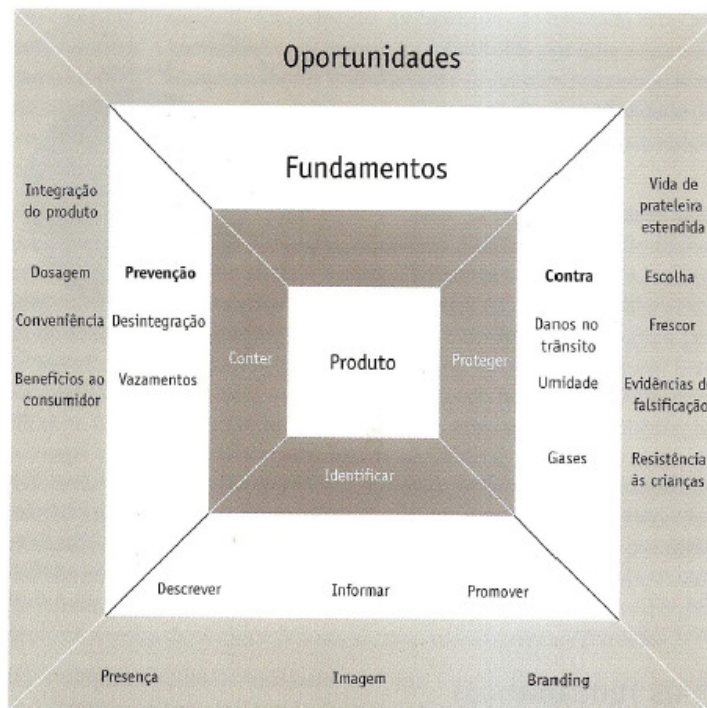 Oportunidades
Fundamentos
Integração
do produto
Dosagem
Conveniência
Benefícios ao
consumidor
Prevenção
Desintegração
Vazamentos
Conter
Produto
Proteger
Identificar
Contra
Danos no
trânsito
Umidade
Gases
Vida de
prateleira
estendida
Escolha
Frescor
Evidências d
falsificação
Resistência
às crianças
Descrever
Informar
Promover
Presença
Imagem
Branding